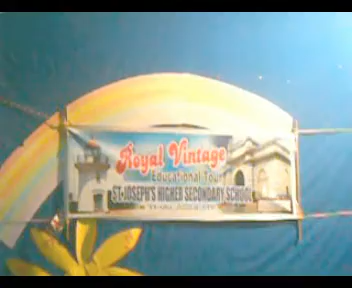 Royal Vintage
Educational Tour
ST-JOSEPH'S HIGHER SECONDARY SCHOOL